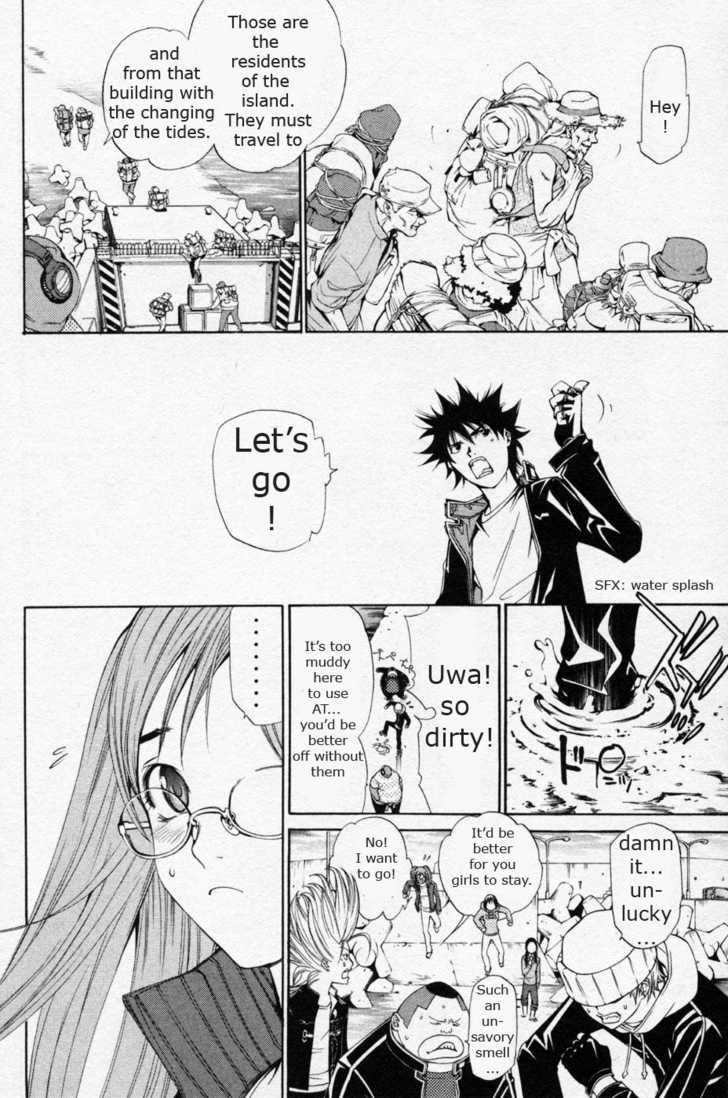 Hey
!
Those are
the
residents
of the
island.
They must
travel to
and
from that
building with
the changing
of the tides.
Let's
go
!
SFX: water splash
Uwa!
so
dirty!
It's too
muddy
here
to use
AT...
you'd be
better
off without
them
damn
it...
un-
lucky
...
It'd be
better
for you
girls to stay.
No!
I want
to go!
Such
an
un-
savory
smell
...
.........